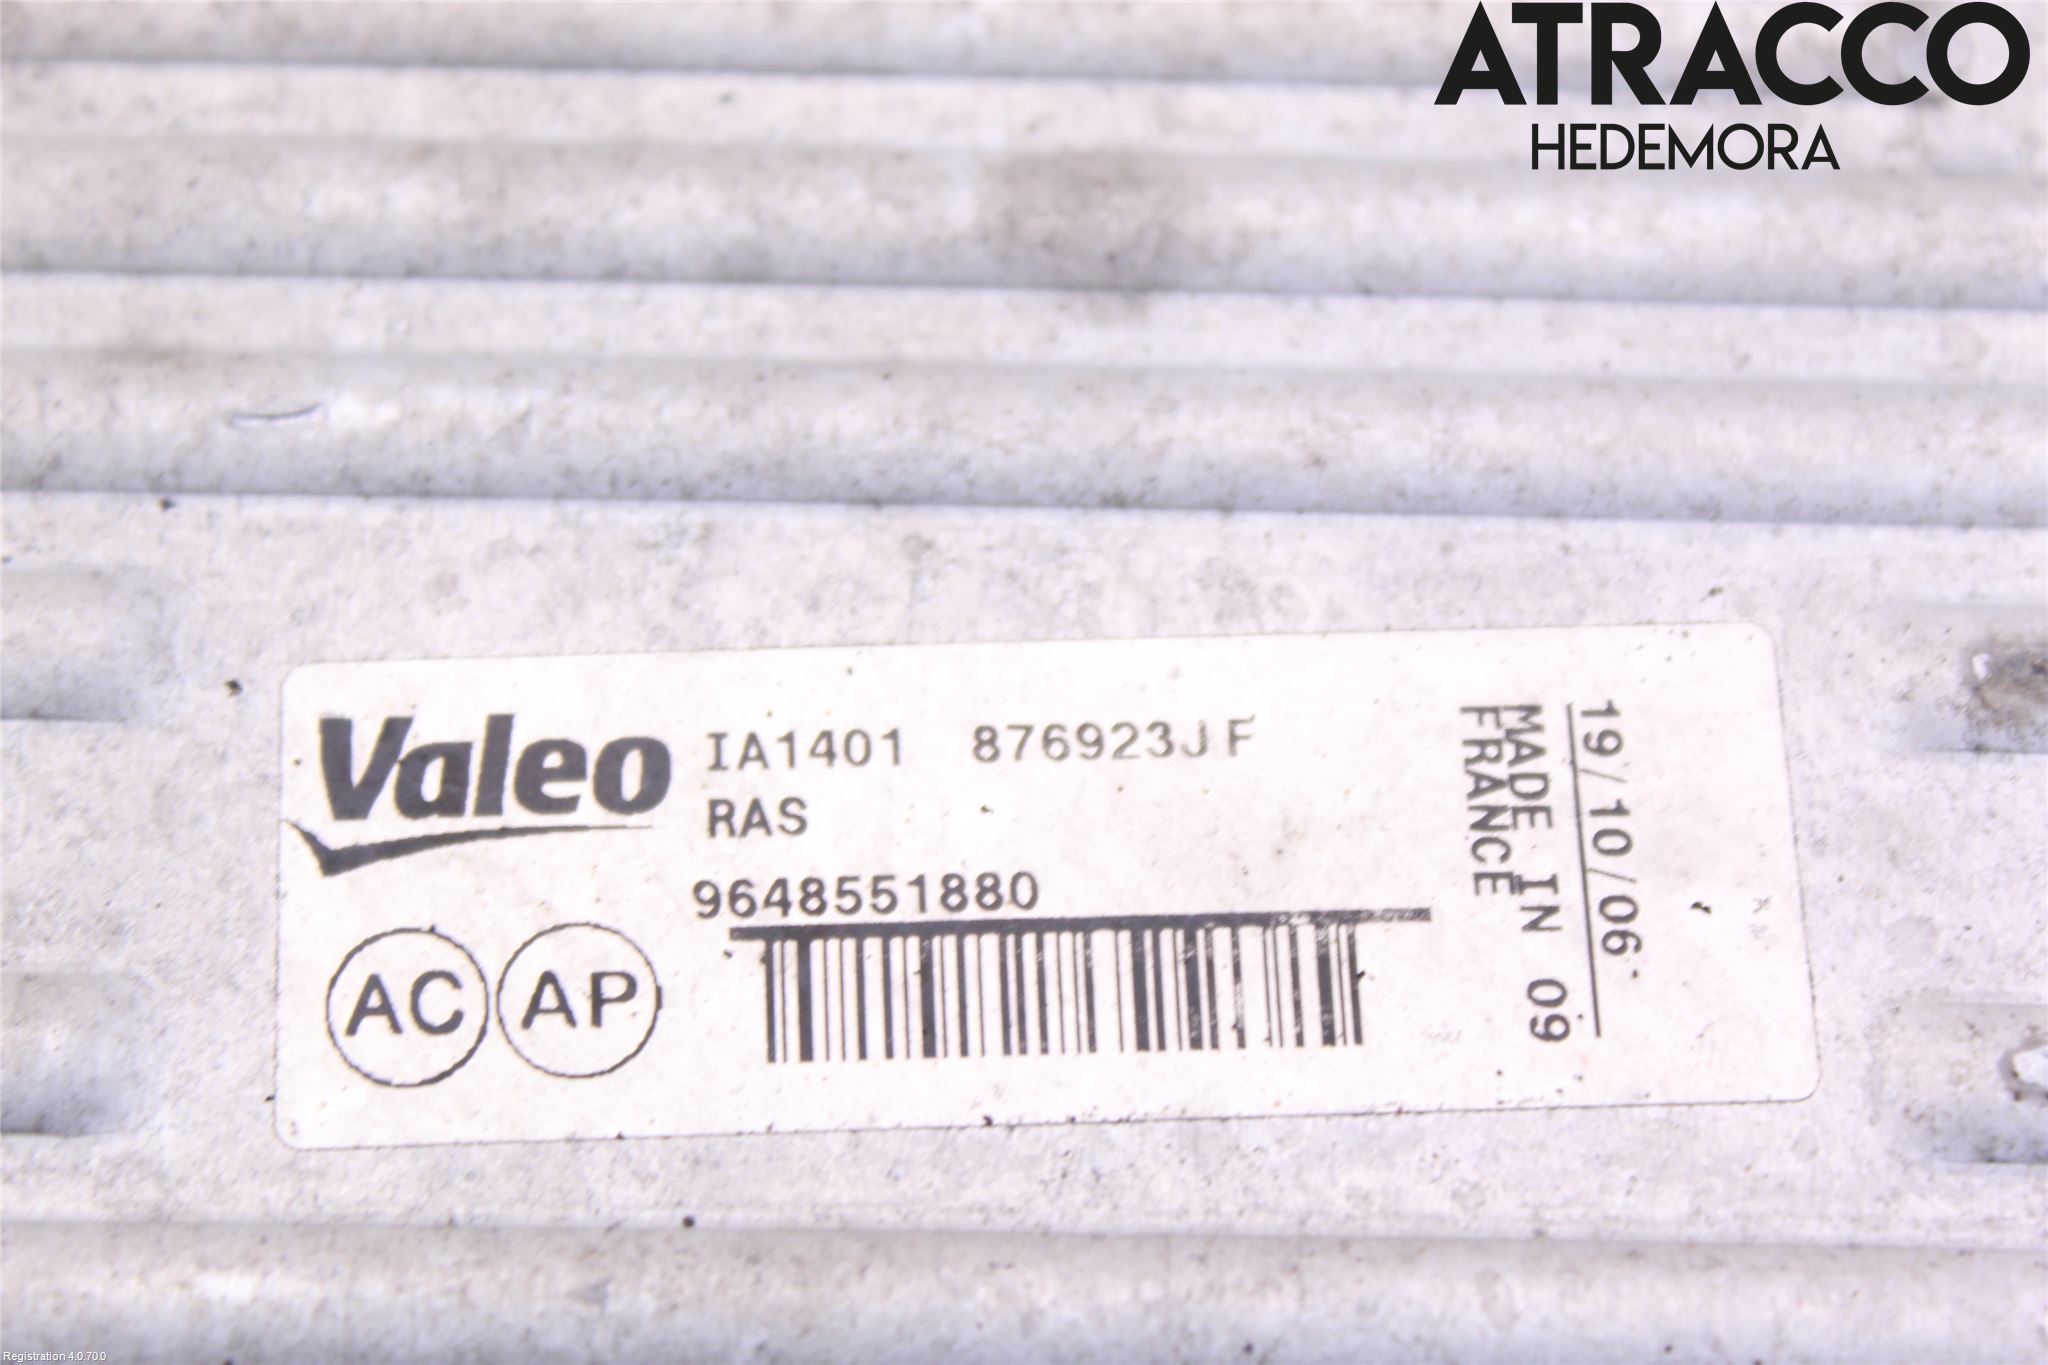 ATRACCO
HEDEMORA
Valeo
IA1401 876923JF
RAS
9648551880
AC AP
19/10/06
MADE IN 09
FRANCE
Registration 4.0.70.0